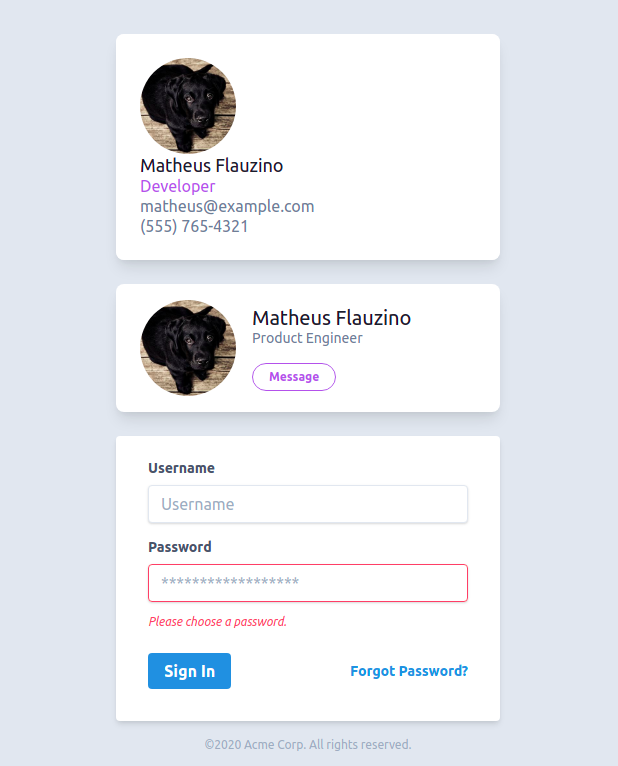 Matheus Flauzino
Developer
matheus@example.com
(555) 765-4321
Matheus Flauzino
Product Engineer
Message
Username
Username
Password
******************
Please choose a password.
Sign In
Forgot Password?
©2020 Acme Corp. All rights reserved.